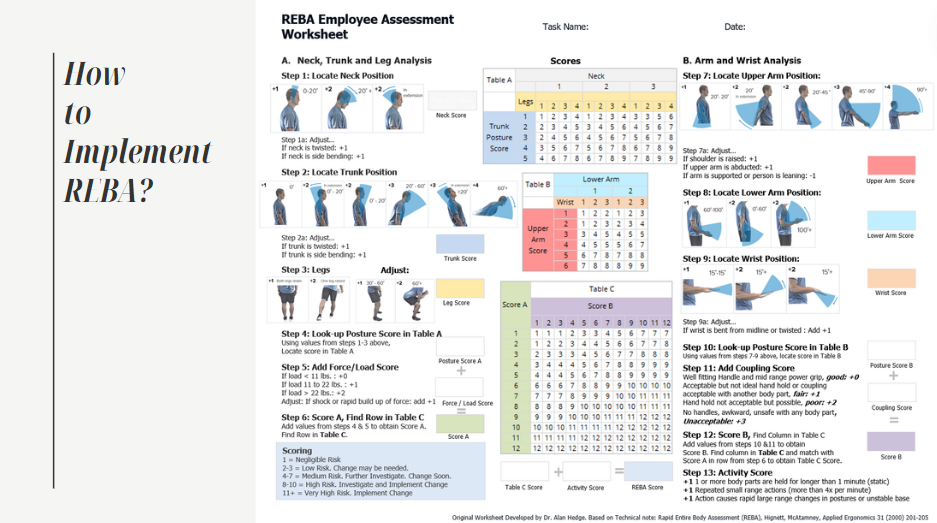 How
to
Implement
REBA?
REBA Employee Assessment
Worksheet
Task Name:
Date:
A. Neck, Trunk and Leg Analysis
Step 1: Locate Neck Position
+1 0-20° +2 20°+ +2 in extension
Neck Score
Step 1a: Adjust...
If neck is twisted: +1
If neck is side bending: +1
Step 2: Locate Trunk Position
+1 0° +2 in extension 0°- 20° +2 0°- 20° +3 20°- 60° +3 in extension >20° +4 60°+
Step 2a: Adjust...
If trunk is twisted: +1
If trunk is side bending: +1
Trunk Score
Step 3: Legs
Adjust:
+1 Both legs down +2 One leg raised +1 30°- 60° +2 60°+
Leg Score
Step 4: Look-up Posture Score in Table A
Using values from steps 1-3 above,
Locate score in Table A
Posture Score A
+
Step 5: Add Force/Load Score
If load < 11 lbs. : +0
If load 11 to 22 lbs. : +1
If load > 22 lbs.: +2
Adjust: If shock or rapid build up of force: add +1
Force / Load Score
=
Step 6: Score A, Find Row in Table C
Add values from steps 4 & 5 to obtain Score A.
Find Row in Table C.
Score A
Scoring
1 = Negligible Risk
2-3 = Low Risk. Change may be needed.
4-7 = Medium Risk. Further Investigate. Change Soon.
8-10 = High Risk. Investigate and Implement Change
11+ = Very High Risk. Implement Change
Scores
Table A
Neck
1 2 3
Legs 1 2 3 4 1 2 3 4 1 2 3 4
Trunk Posture Score
1 1 2 3 4 1 2 3 4 3 3 5 6
2 2 3 4 5 3 4 5 6 4 5 6 7
3 2 4 5 6 4 5 6 7 5 6 7 8
4 3 5 6 7 5 6 7 8 6 7 8 9
5 4 6 7 8 6 7 8 9 7 8 9 9
Table B
Lower Arm
1 2
Wrist 1 2 3 1 2 3
Upper Arm Score
1 1 2 2 1 2 3
2 1 2 3 2 3 4
3 3 4 5 4 5 5
4 4 5 5 5 6 7
5 6 7 8 7 8 8
6 7 8 8 8 9 9
Table C
Score A
Score B
1 2 3 4 5 6 7 8 9 10 11 12
1 1 1 1 2 3 3 4 5 6 7 7 7
2 1 2 2 3 4 4 5 6 6 7 7 8
3 2 3 3 3 4 5 6 7 7 8 8 8
4 3 4 4 4 5 6 7 8 8 9 9 9
5 4 4 4 5 6 7 8 8 9 9 9 9
6 6 6 6 7 8 8 9 9 10 10 10 10
7 7 7 7 8 9 9 9 10 10 11 11 11
8 8 8 8 9 10 10 10 10 10 11 11 11
9 9 9 9 10 10 10 11 11 11 12 12 12
10 10 10 10 11 11 11 11 12 12 12 12 12
11 11 11 11 11 12 12 12 12 12 12 12 12
12 12 12 12 12 12 12 12 12 12 12 12 12
+
=
Table C Score
Activity Score
REBA Score
B. Arm and Wrist Analysis
Step 7: Locate Upper Arm Position:
+1 20°- 20° +2 20° in extension +2 20°-45° +3 45°-90° +4 90°+
Step 7a: Adjust...
If shoulder is raised: +1
If upper arm is abducted: +1
If arm is supported or person is leaning: -1
Upper Arm Score
Step 8: Locate Lower Arm Position:
+1 60°-100° +2 0°-60° 100°+
Lower Arm Score
Step 9: Locate Wrist Position:
+1 15°-15° +2 15°+ +2 15°+
Wrist Score
Step 9a: Adjust...
If wrist is bent from midline or twisted : Add +1
Step 10: Look-up Posture Score in Table B
Using values from steps 7-9 above, locate score in Table B
Posture Score B
+
Step 11: Add Coupling Score
Well fitting Handle and mid range power grip, good: +0
Acceptable but not ideal hand hold or coupling
acceptable with another body part, fair: +1
Hand hold not acceptable but possible, poor: +2
No handles, awkward, unsafe with any body part,
Unacceptable: +3
Coupling Score
=
Step 12: Score B, Find Column in Table C
Add values from steps 10 &11 to obtain
Score B. Find column in Table C and match with
Score A in row from step 6 to obtain Table C Score.
Score B
Step 13: Activity Score
+1 1 or more body parts are held for longer than 1 minute (static)
+1 Repeated small range actions (more than 4x per minute)
+1 Action causes rapid large range changes in postures or unstable base
Original Worksheet Developed by Dr. Alan Hedge. Based on Technical note: Rapid Entire Body Assessment (REBA), Hignett, McAtamney, Applied Ergonomics 31 (2000) 201-205